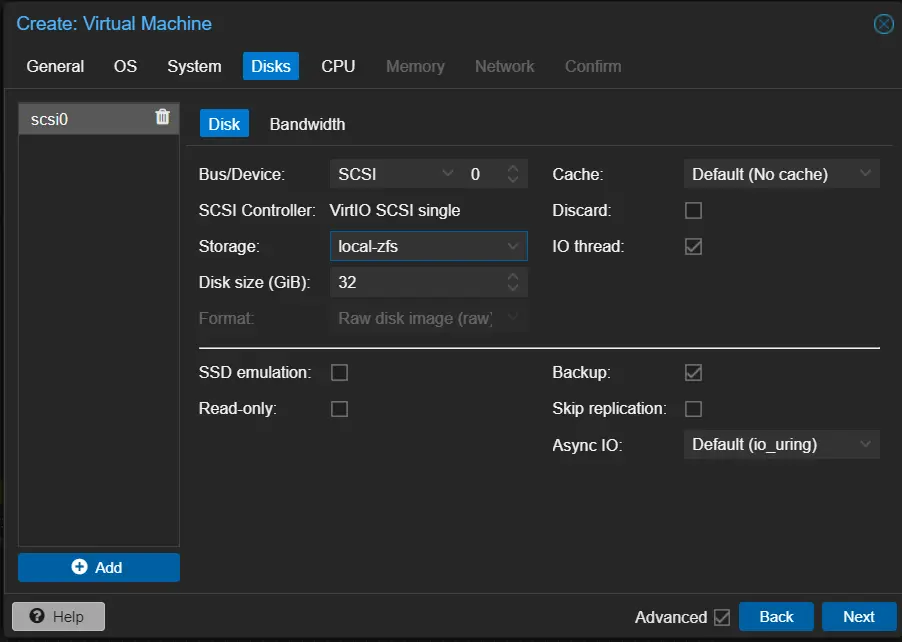 Create: Virtual Machine
General OS System Disks CPU Memory Network Confirm
scsi0
Disk Bandwidth
Bus/Device: SCSI 0 Cache: Default (No cache)
SCSI Controller: VirtIO SCSI single Discard:
Storage: local-zfs IO thread:
Disk size (GiB): 32
Format: Raw disk image (raw)
SSD emulation: Backup:
Read-only: Skip replication:
Async IO: Default (io_uring)
Add
Help Advanced Back Next